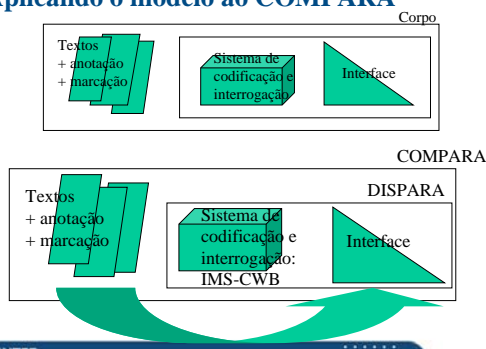 Aplicando o modelo ao COMPARA
Corpo
Textos
+ anotação
+ marcação
Sistema de
codificação e
interrogação
Interface
COMPARA
DISPARA
Textos
+ anotação
+ marcação
Sistema de
codificação e
interrogação:
IMS-CWB
Interface